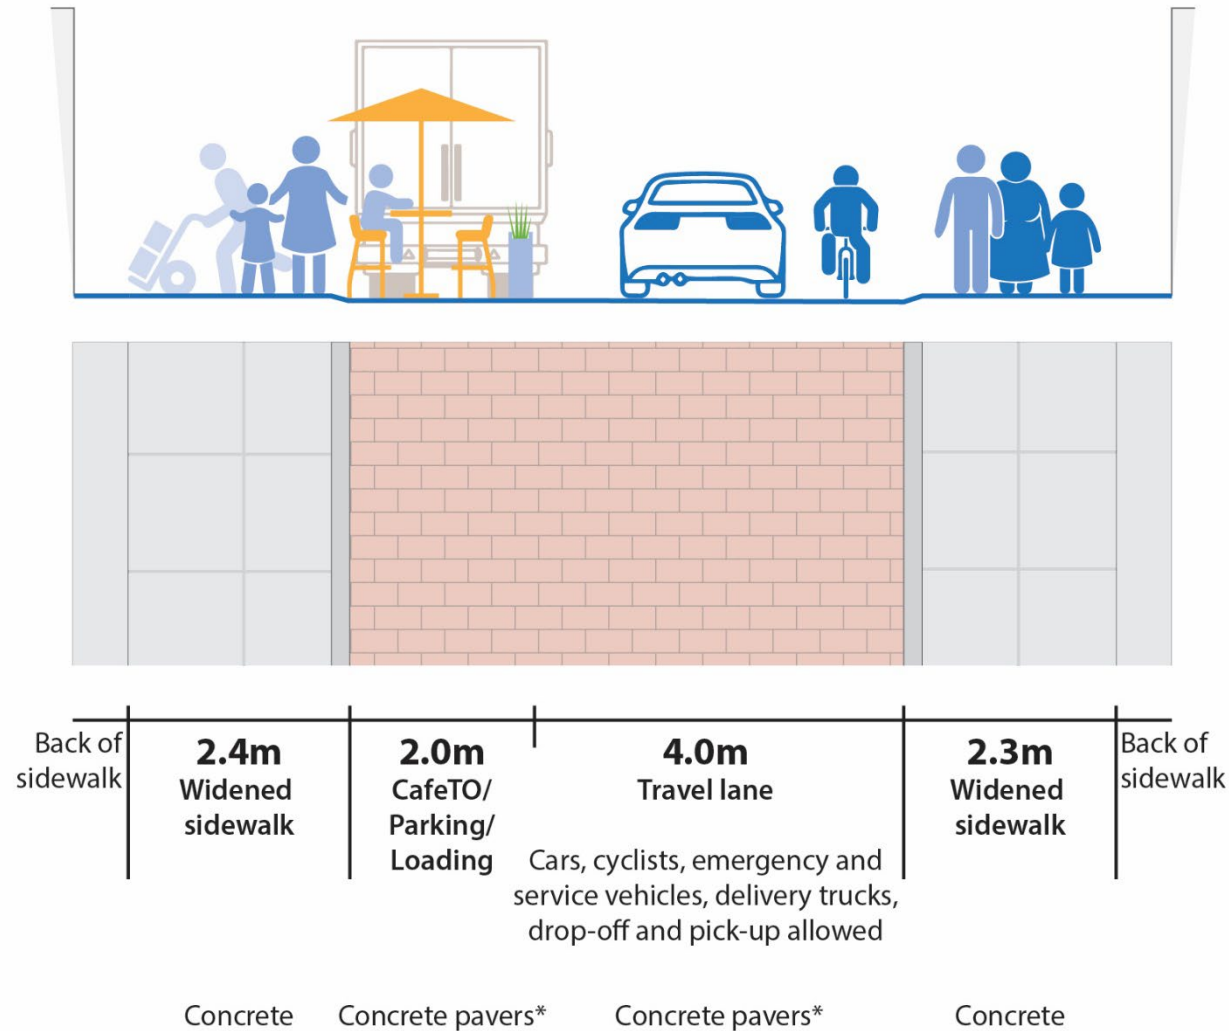 Back of
sidewalk
2.4m
Widened
sidewalk
2.0m
CafeTO/
Parking/
Loading
4.0m
Travel lane
Cars, cyclists, emergency and
service vehicles, delivery trucks,
drop-off and pick-up allowed
2.3m
Widened
sidewalk
Back of
sidewalk
Concrete
Concrete pavers*
Concrete pavers*
Concrete